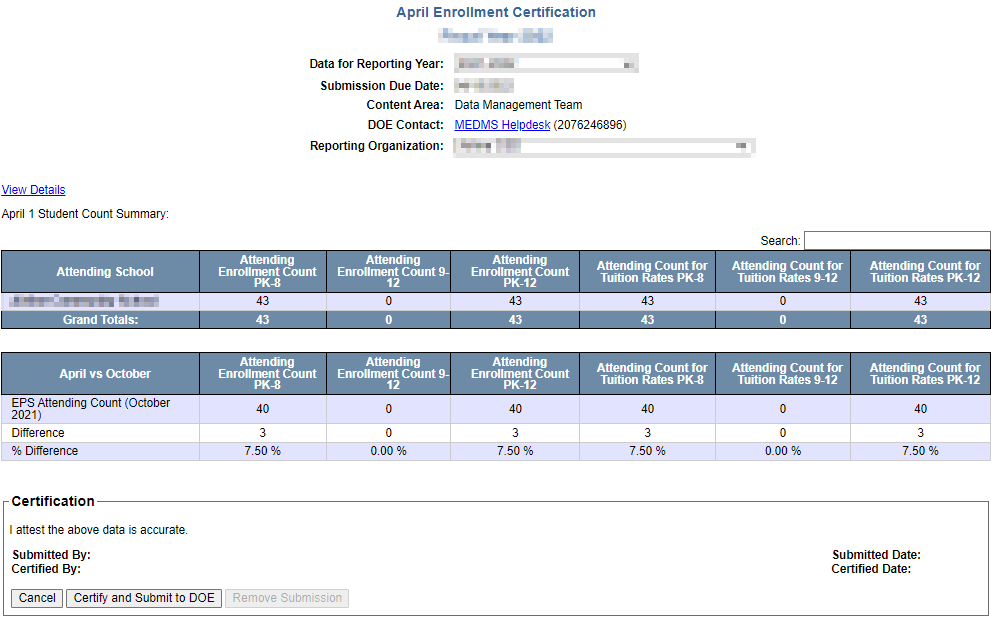 April Enrollment Certification
Data for Reporting Year:
Submission Due Date:
Content Area: Data Management Team
DOE Contact: MEDMS Helpdesk (2076246896)
Reporting Organization:
View Details
April 1 Student Count Summary:
Search:
Attending School Attending Enrollment Count PK-8 Attending Enrollment Count 9-12 Attending Enrollment Count PK-12 Attending Count for Tuition Rates PK-8 Attending Count for Tuition Rates 9-12 Attending Count for Tuition Rates PK-12
43 0 43 43 0 43
Grand Totals: 43 0 43 43 0 43
April vs October Attending Enrollment Count PK-8 Attending Enrollment Count 9-12 Attending Enrollment Count PK-12 Attending Count for Tuition Rates PK-8 Attending Count for Tuition Rates 9-12 Attending Count for Tuition Rates PK-12
EPS Attending Count (October 2021) 40 0 40 40 0 40
Difference 3 0 3 3 0 3
% Difference 7.50 % 0.00 % 7.50 % 7.50 % 0.00 % 7.50 %
Certification
I attest the above data is accurate.
Submitted By: Submitted Date:
Certified By: Certified Date:
Cancel Certify and Submit to DOE Remove Submission